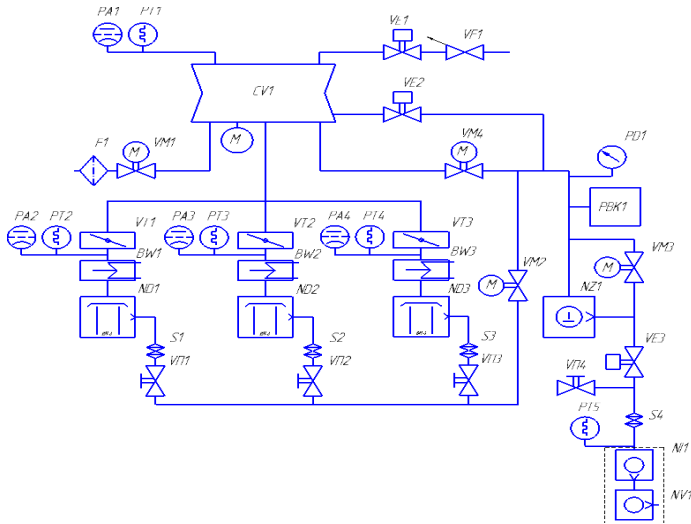 PA1 PT1
VE1
VF1
CV1
VE2
F1
VM1
M
M
VM4
M
PD1
PBK1
PA2 PT2
VT1
PA3 PT3
VT2
PA4 PT4
VT3
BW1
BW2
BW3
VM2
M
VM3
M
ND1
ND2
ND3
NZ1
S1
S2
S3
VП1
VП2
VП3
VE3
VП4
PT5
S4
NI1
NV1